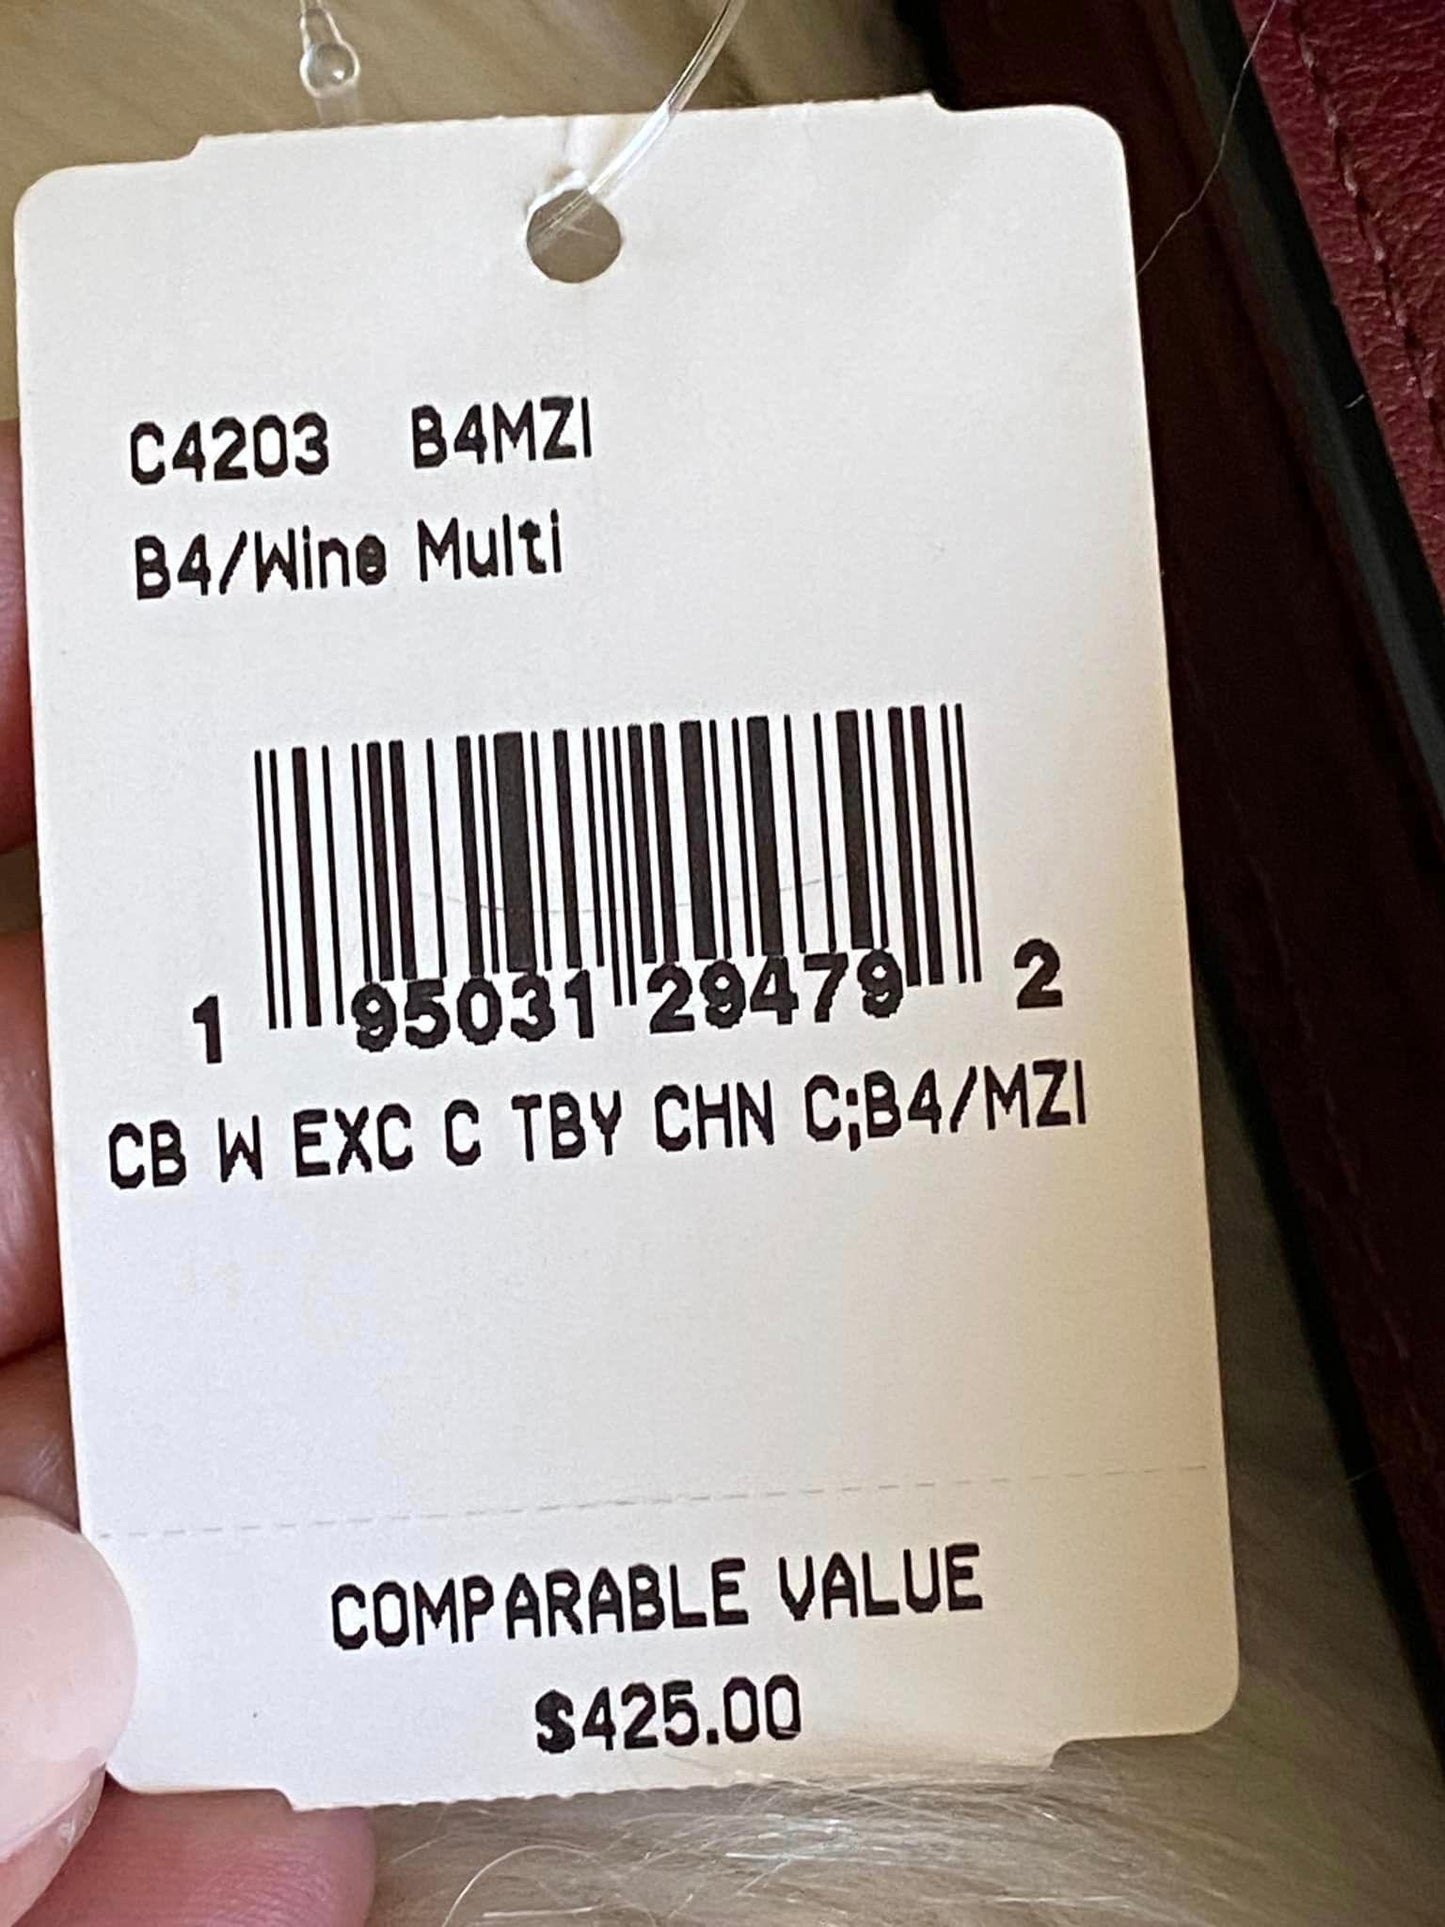 C4203 B4MZI
B4/Wine Multi
1 95031 29479 2
CB W EXC C TBY CHN C;B4/MZI
COMPARABLE VALUE
$425.00